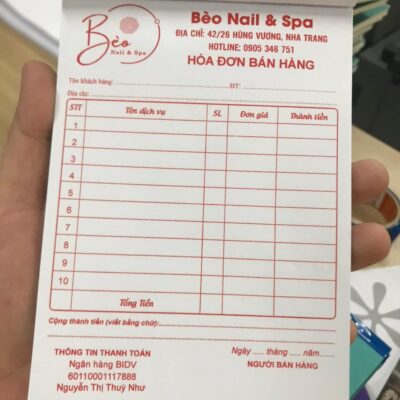 Bèo
Nail & Spa
Bèo Nail & Spa
ĐỊA CHỈ: 42/26 HÙNG VƯƠNG, NHA TRANG
HOTLINE: 0905 346 751
HÓA ĐƠN BÁN HÀNG
Tên khách hàng: ĐT:
Địa chỉ:
STT Tên dịch vụ SL Đơn giá Thành tiền
1
2
3
4
5
6
7
8
9
10
Tổng Tiền
Cộng thành tiền (viết bằng chữ):
THÔNG TIN THANH TOÁN
Ngân hàng BIDV
60110001117888
Nguyễn Thị Thuý Như
Ngày ..... tháng ..... năm.....
NGƯỜI BÁN HÀNG